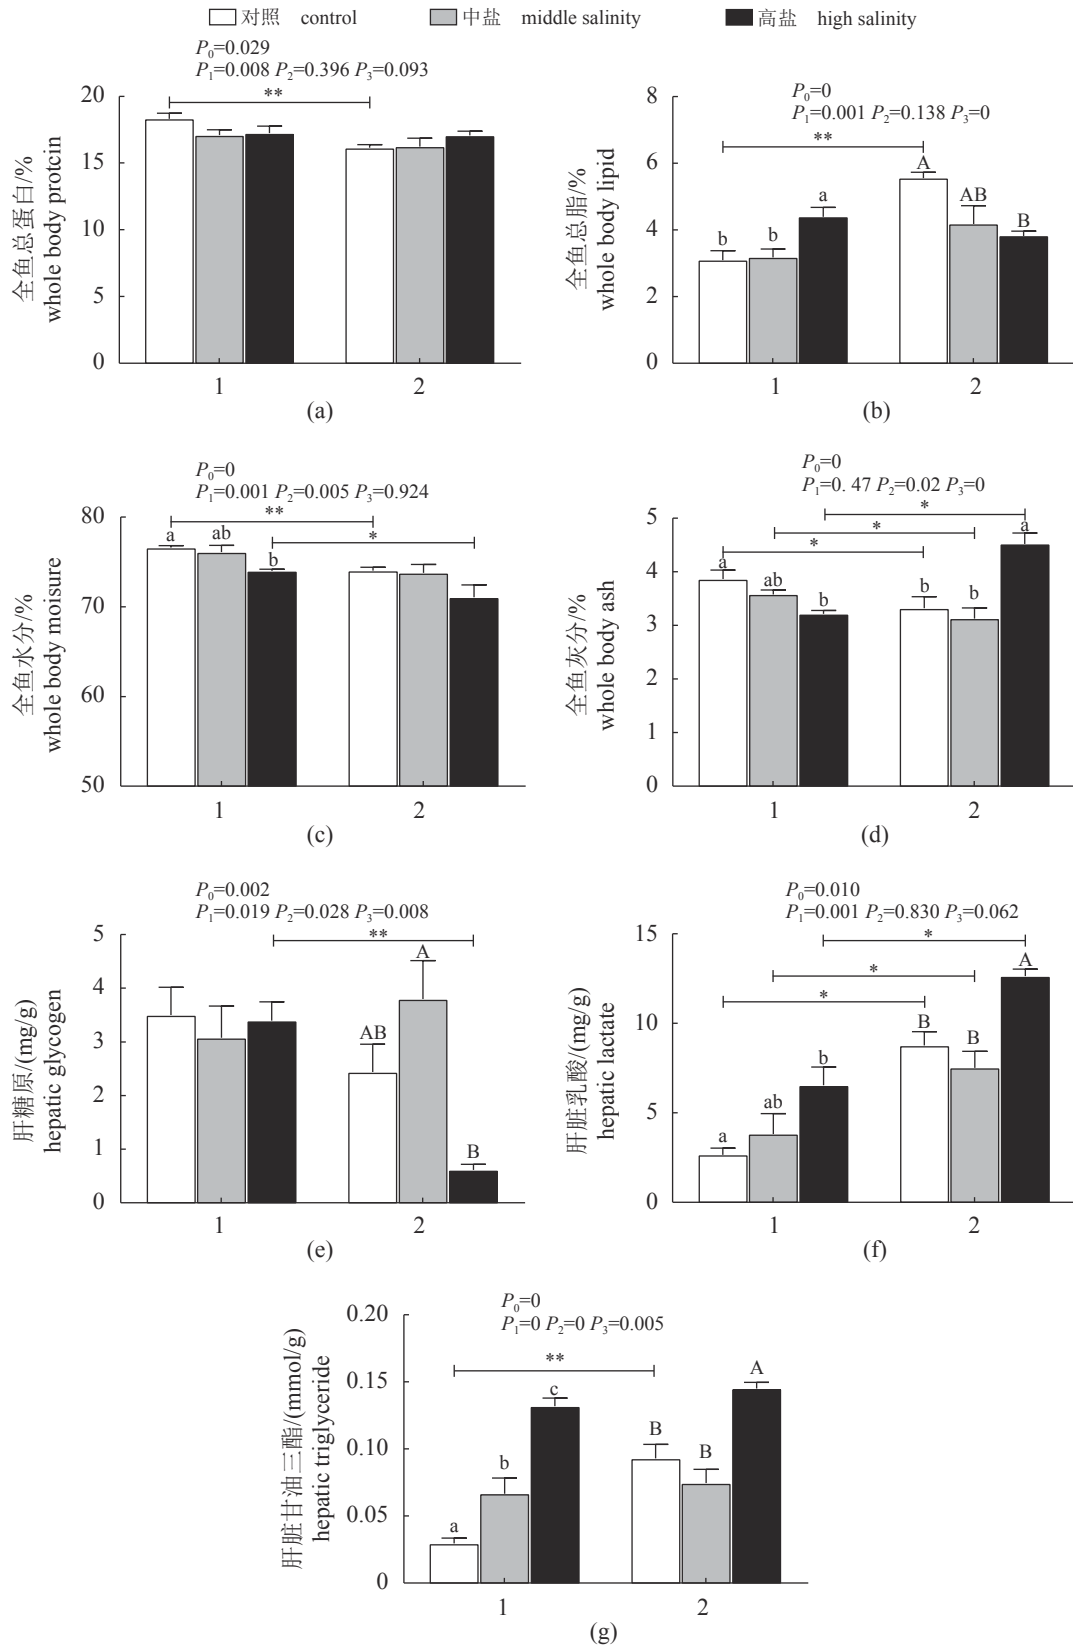 对照 control 中盐 middle salinity 高盐 high salinity
P0=0.029
P1=0.008 P2=0.396 P3=0.093
**
20
15
10
5
0
全鱼总蛋白/%
whole body protcin
1 2
(a)
P0=0
P1=0.001 P2=0.138 P3=0
**
8
6
4
2
0
b b a A AB B
全鱼总脂/%
whole body lipid
1 2
(b)
P0=0
P1=0.001 P2=0.005 P3=0.924
**
*
80
70
60
50
a ab b
全鱼水分/%
whole body moisure
1 2
(c)
P0=0
P1=0. 47 P2=0.02 P3=0
*
*
*
5
4
3
2
1
0
a ab b b b a
全鱼灰分/%
whole body ash
1 2
(d)
P0=0.002
P1=0.019 P2=0.028 P3=0.008
**
5
4
3
2
1
0
AB A B
肝糖原/(mg/g)
hepatic glycogen
1 2
(e)
P0=0.010
P1=0.001 P2=0.830 P3=0.062
*
*
*
15
10
5
0
a ab b B B A
肝脏乳酸/(mg/g)
hepatic lactate
1 2
(f)
P0=0
P1=0 P2=0 P3=0.005
**
0.20
0.15
0.10
0.05
0
a b c B B A
肝脏甘油三酯/(mmol/g)
hepatic triglyceride
1 2
(g)